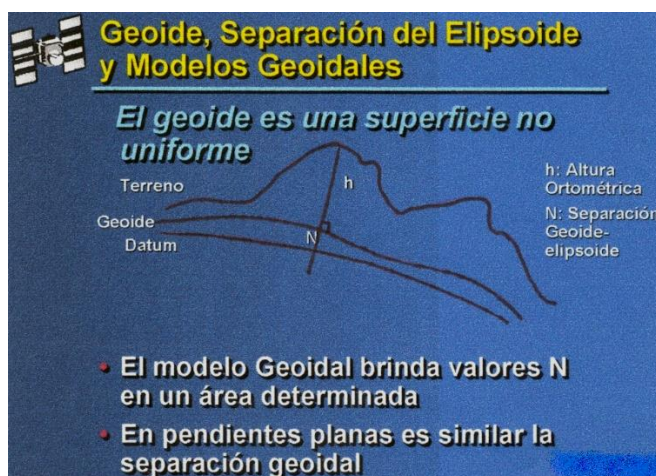 Geoide, Separación del Elipsoide
y Modelos Geoidales
El geoide es una superficie no
uniforme
Terreno
h
h: Altura
Ortométrica
Geoide
N: Separación
Geoide-
elipsoide
Datum
N
• El modelo Geoidal brinda valores N
en un área determinada
• En pendientes planas es similar la
separación geoidal